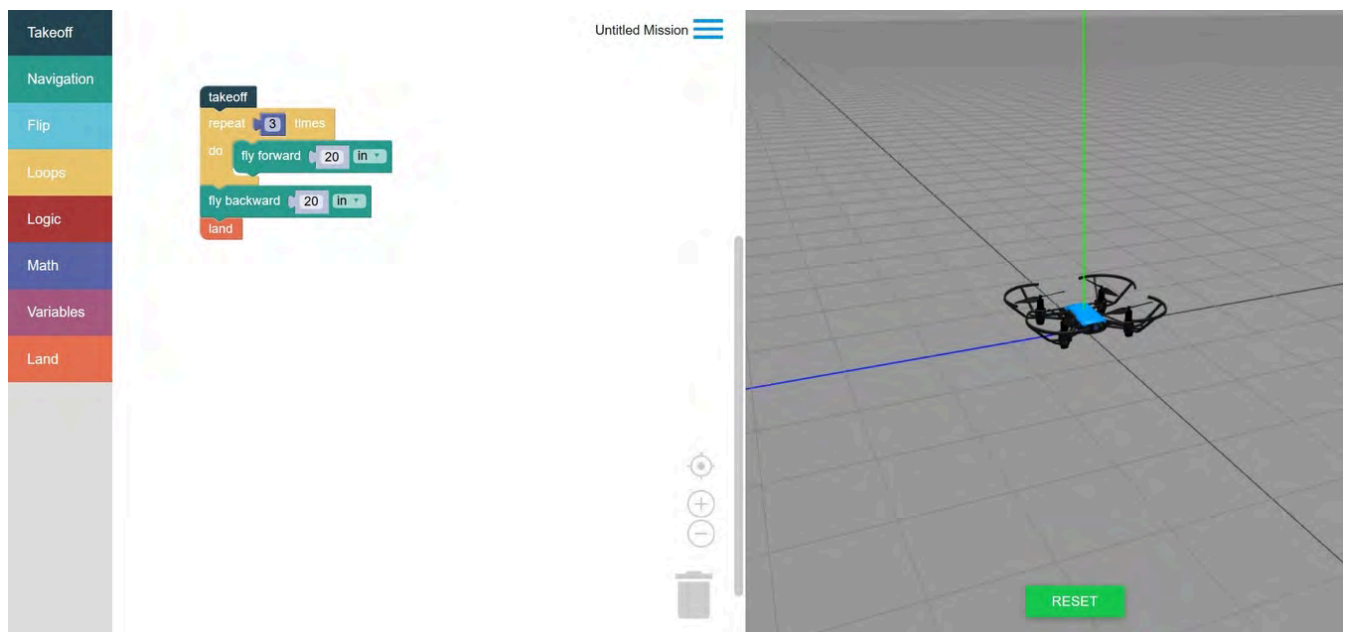 Takeoff
Navigation
Flip
Loops
Logic
Math
Variables
Land
Untitled Mission
takeoff
repeat 3 times
do fly forward 20 in
fly backward 20 in
land
RESET